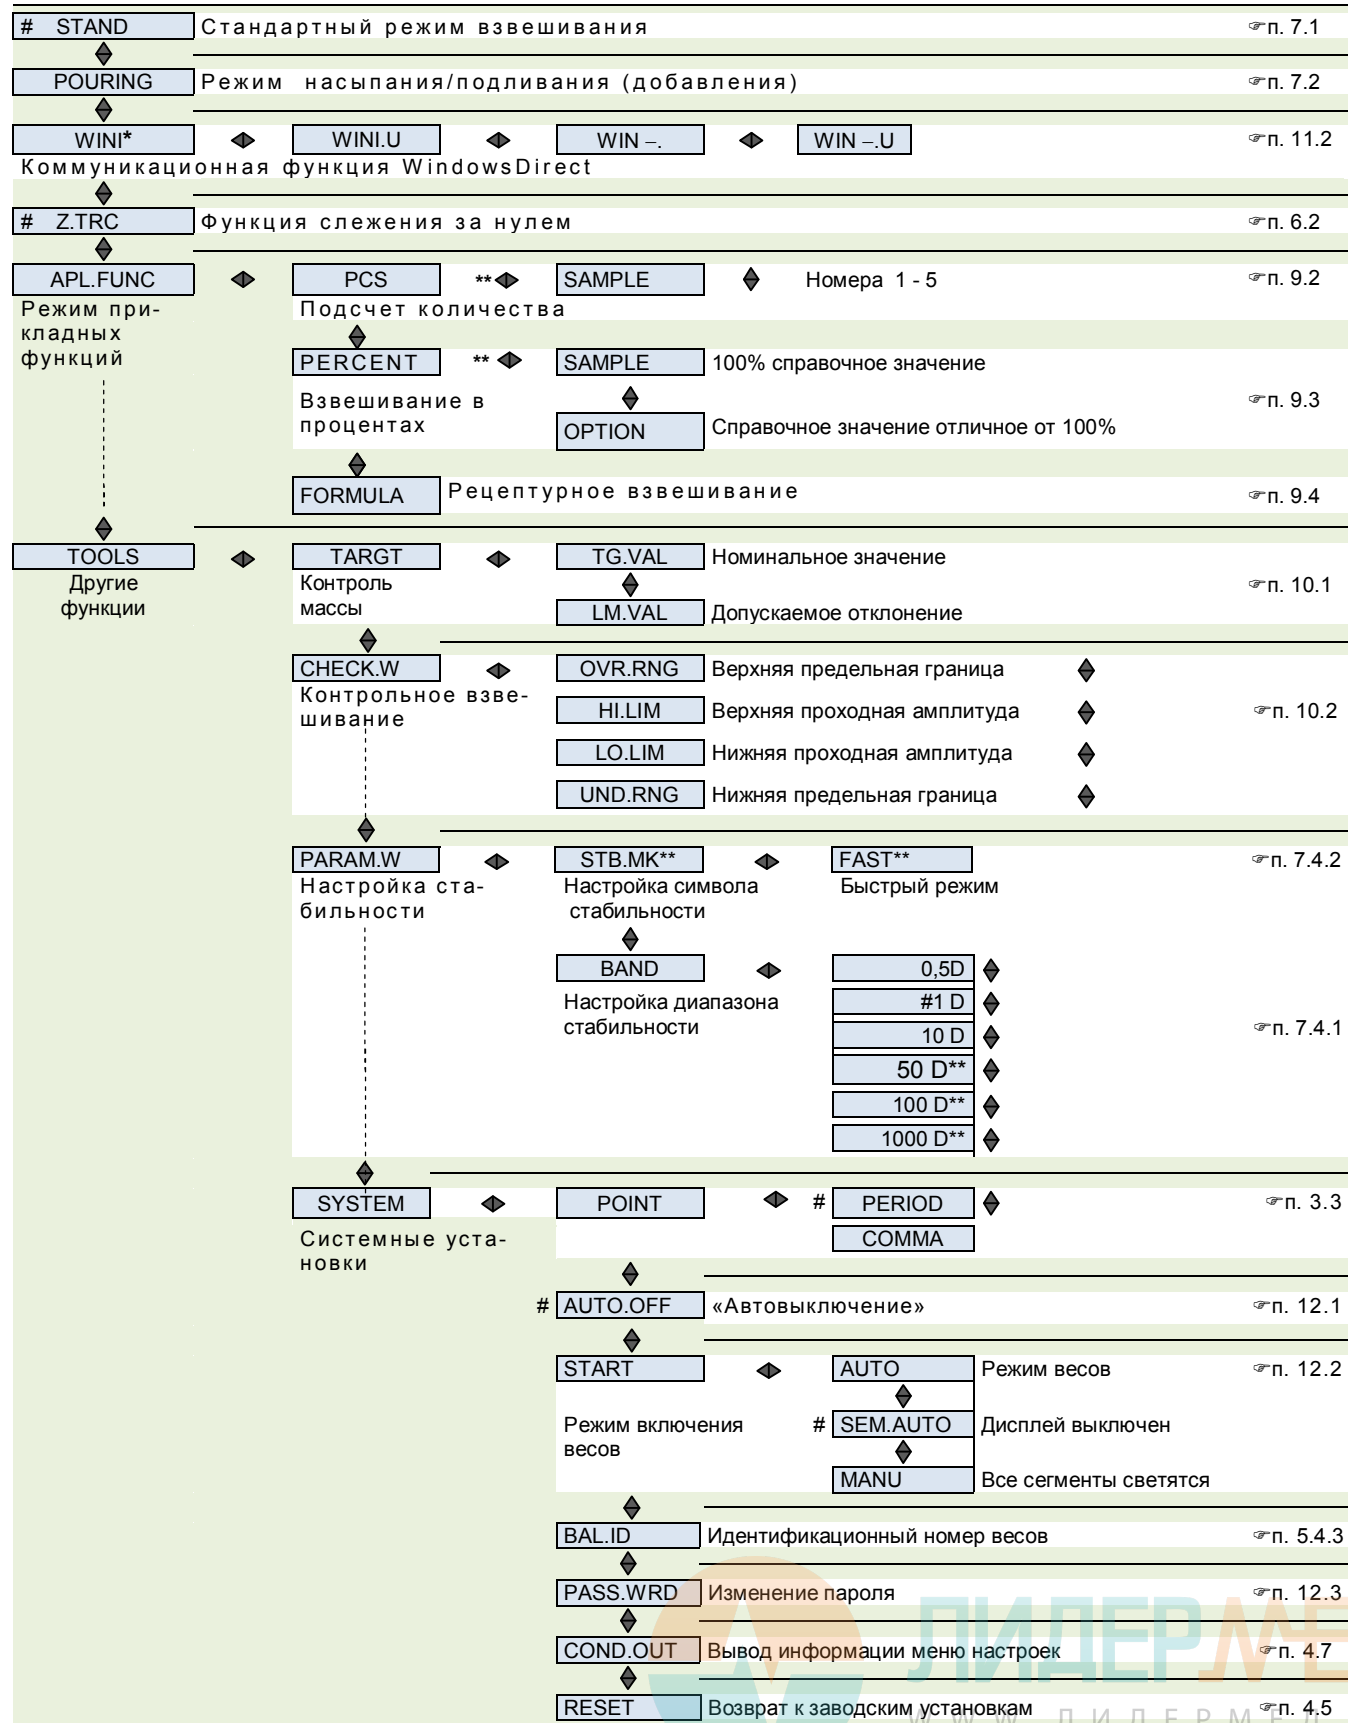 # STAND Стандартный режим взвешивания ☞п. 7.1
POURING Режим насыпания/подливания (добавления) ☞п. 7.2
WINI* WINI.U WIN –. WIN –.U ☞п. 11.2
Коммуникационная функция WindowsDirect
# Z.TRC Функция слежения за нулем ☞п. 6.2
APL.FUNC PCS ** SAMPLE Номера 1 - 5 ☞п. 9.2
Режим при- Подсчет количества
кладных
функций PERCENT ** SAMPLE 100% справочное значение
Взвешивание в ☞п. 9.3
процентах OPTION Справочное значение отличное от 100%
FORMULA Рецептурное взвешивание ☞п. 9.4
TOOLS TARGT TG.VAL Номинальное значение
Другие Контроль ☞п. 10.1
функции массы LM.VAL Допускаемое отклонение
CHECK.W OVR.RNG Верхняя предельная граница
Контрольное взве-
шивание HI.LIM Верхняя проходная амплитуда ☞п. 10.2
LO.LIM Нижняя проходная амплитуда
UND.RNG Нижняя предельная граница
PARAM.W STB.MK** FAST** ☞п. 7.4.2
Настройка ста- Настройка символа Быстрый режим
бильности стабильности
BAND 0,5D
Настройка диапазона #1 D
стабильности 10 D ☞п. 7.4.1
50 D**
100 D**
1000 D**
SYSTEM POINT # PERIOD ☞п. 3.3
Системные уста- COMMA
новки
# AUTO.OFF «Автовыключение» ☞п. 12.1
START AUTO Режим весов ☞п. 12.2
Режим включения # SEM.AUTO Дисплей выключен
весов
MANU Все сегменты светятся
BAL.ID Идентификационный номер весов ☞п. 5.4.3
PASS.WRD Изменение пароля ☞п. 12.3
COND.OUT Вывод информации меню настроек ☞п. 4.7
RESET Возврат к заводским установкам ☞п. 4.5